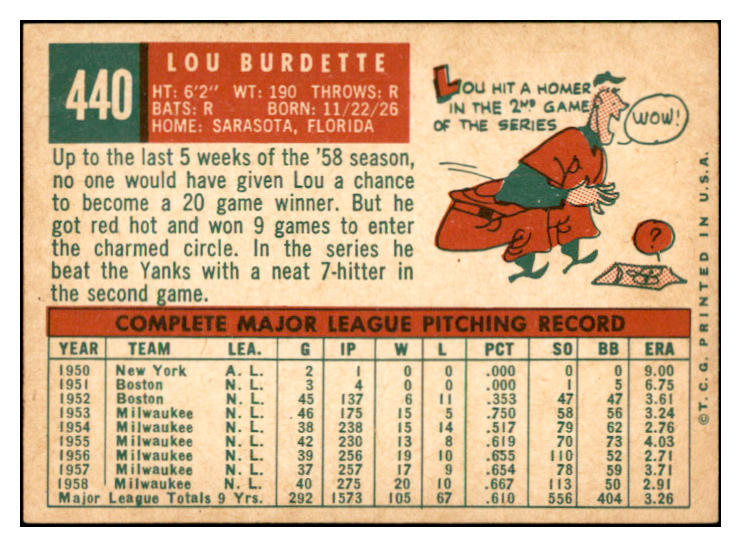 440
LOU BURDETTE
HT: 6'2" WT: 190 THROWS: R
BATS: R BORN: 11/22/26
HOME: SARASOTA, FLORIDA
LOU HIT A HOMER
IN THE 2ND GAME
OF THE SERIES
WOW!
?
Up to the last 5 weeks of the '58 season,
no one would have given Lou a chance
to become a 20 game winner. But he
got red hot and won 9 games to enter
the charmed circle. In the series he
beat the Yanks with a neat 7-hitter in
the second game.
COMPLETE MAJOR LEAGUE PITCHING RECORD
YEAR TEAM LEA. G IP W L PCT SO BB ERA
1950 New York A. L. 2 1 0 0 .000 0 0 9.00
1951 Boston N. L. 3 4 0 0 .000 1 5 6.75
1952 Boston N. L. 45 137 6 11 .353 47 47 3.61
1953 Milwaukee N. L. 46 175 15 5 .750 58 56 3.24
1954 Milwaukee N. L. 38 238 15 14 .517 79 62 2.76
1955 Milwaukee N. L. 42 230 13 8 .619 70 73 4.03
1956 Milwaukee N. L. 39 256 19 10 .655 110 52 2.71
1957 Milwaukee N. L. 37 257 17 9 .654 78 59 3.71
1958 Milwaukee N. L. 40 275 20 10 .667 113 50 2.91
Major League Totals 9 Yrs. 292 1573 105 67 .610 556 404 3.26
©T. C. G. PRINTED IN U.S.A.